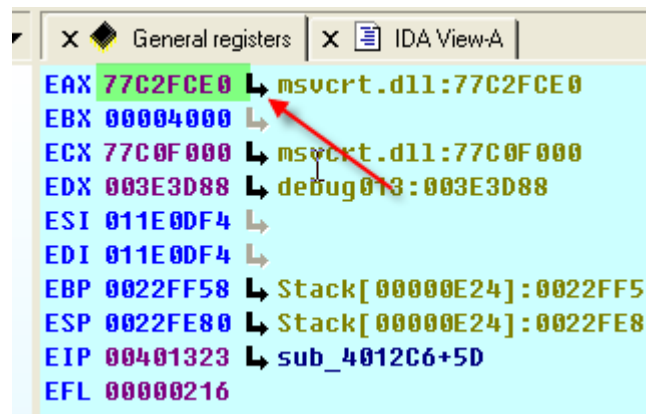 General registers IDA View-A
EAX 77C2FCE0 msvcrt.dll:77C2FCE0
EBX 00004000
ECX 77C0F000 msvcrt.dll:77C0F000
EDX 003E3D88 debug013:003E3D88
ESI 011E0DF4
EDI 011E0DF4
EBP 0022FF58 Stack[00000E24]:0022FF5
ESP 0022FE80 Stack[00000E24]:0022FE8
EIP 00401323 sub_4012C6+5D
EFL 00000216